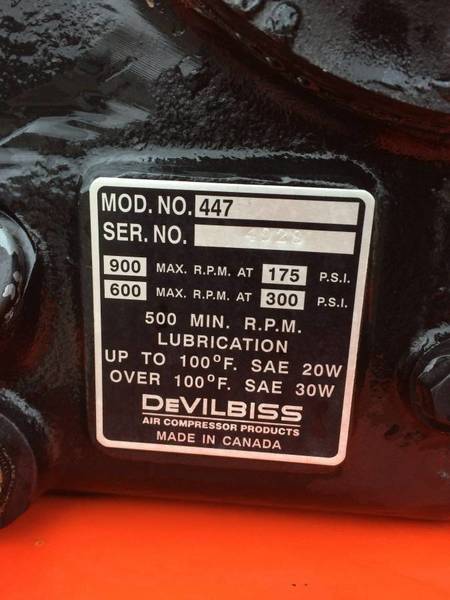 MOD. NO. 447
SER. NO. 4028
900 MAX. R.P.M. AT 175 P.S.I.
600 MAX. R.P.M. AT 300 P.S.I.
500 MIN. R.P.M.
LUBRICATION
UP TO 100°F. SAE 20W
OVER 100°F. SAE 30W
DEVILBISS
AIR COMPRESSOR PRODUCTS
MADE IN CANADA